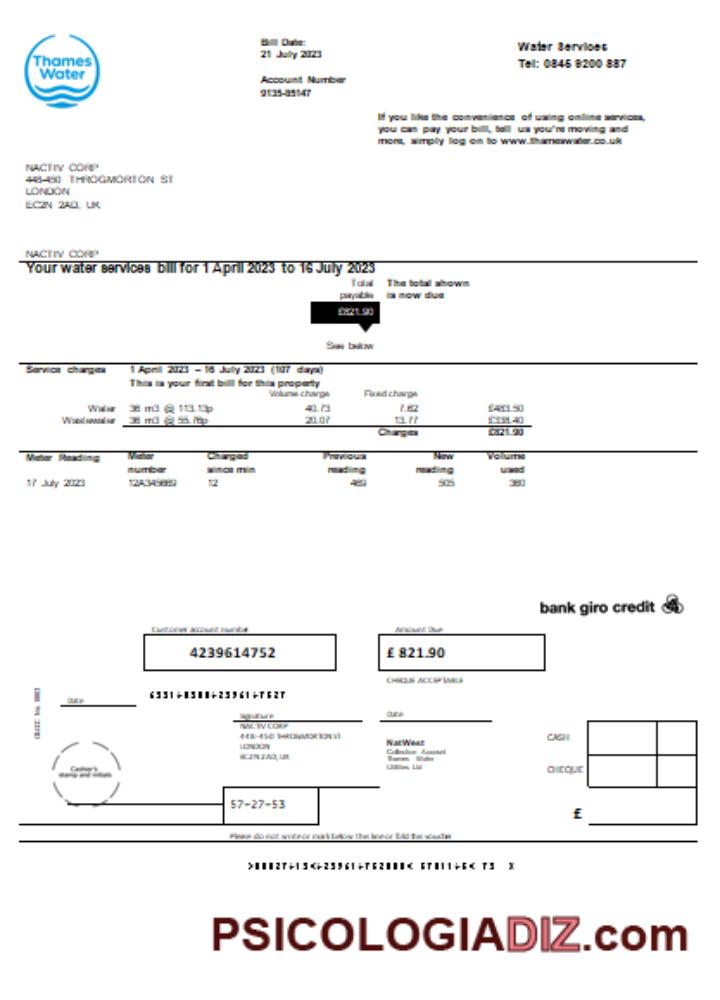 Thames
Water
Bill Date:
21 July 2023
Account Number
9135-85147
Water Services
Tel: 0845 9200 887
If you like the convenience of using online services,
you can pay your bill, tell us you're moving and
more, simply log on to www.thameswater.co.uk
NACTIV CORP
448-450 THROGMORTON ST
LONDON
EC2N 2AD, UK
NACTIV CORP
Your water services bill for 1 April 2023 to 16 July 2023
Total payable
The total shown is now due
£821.90
See below
Service charges 1 April 2023 – 16 July 2023 (107 days)
This is your first bill for this property
Volume charge Fixed charge
Water 36 m3 @ 113.13p 40.73 7.62 £483.50
Wastewater 36 m3 @ 55.76p 20.07 13.77 £338.40
Charges £821.90
Meter Reading Meter number Charged since min Previous reading New reading Volume used
17 July 2023 12A345669 12 469 505 360
bank giro credit
Customer account number
4239614752
Amount Due
£ 821.90
CHEQUE ACCEPTABLE
Date
Signature
Date
NACTIV CORP
448-450 THROGMORTON ST
LONDON
EC2N 2AD, UK
NatWest
Collection Account
Thames Water
Utilities Ltd
CASH
CHEQUE
£
Cashier's
stamp and initials
57-27-53
Please do not write or mark below this line or fold this voucher
PSICOLOGIADIZ.com